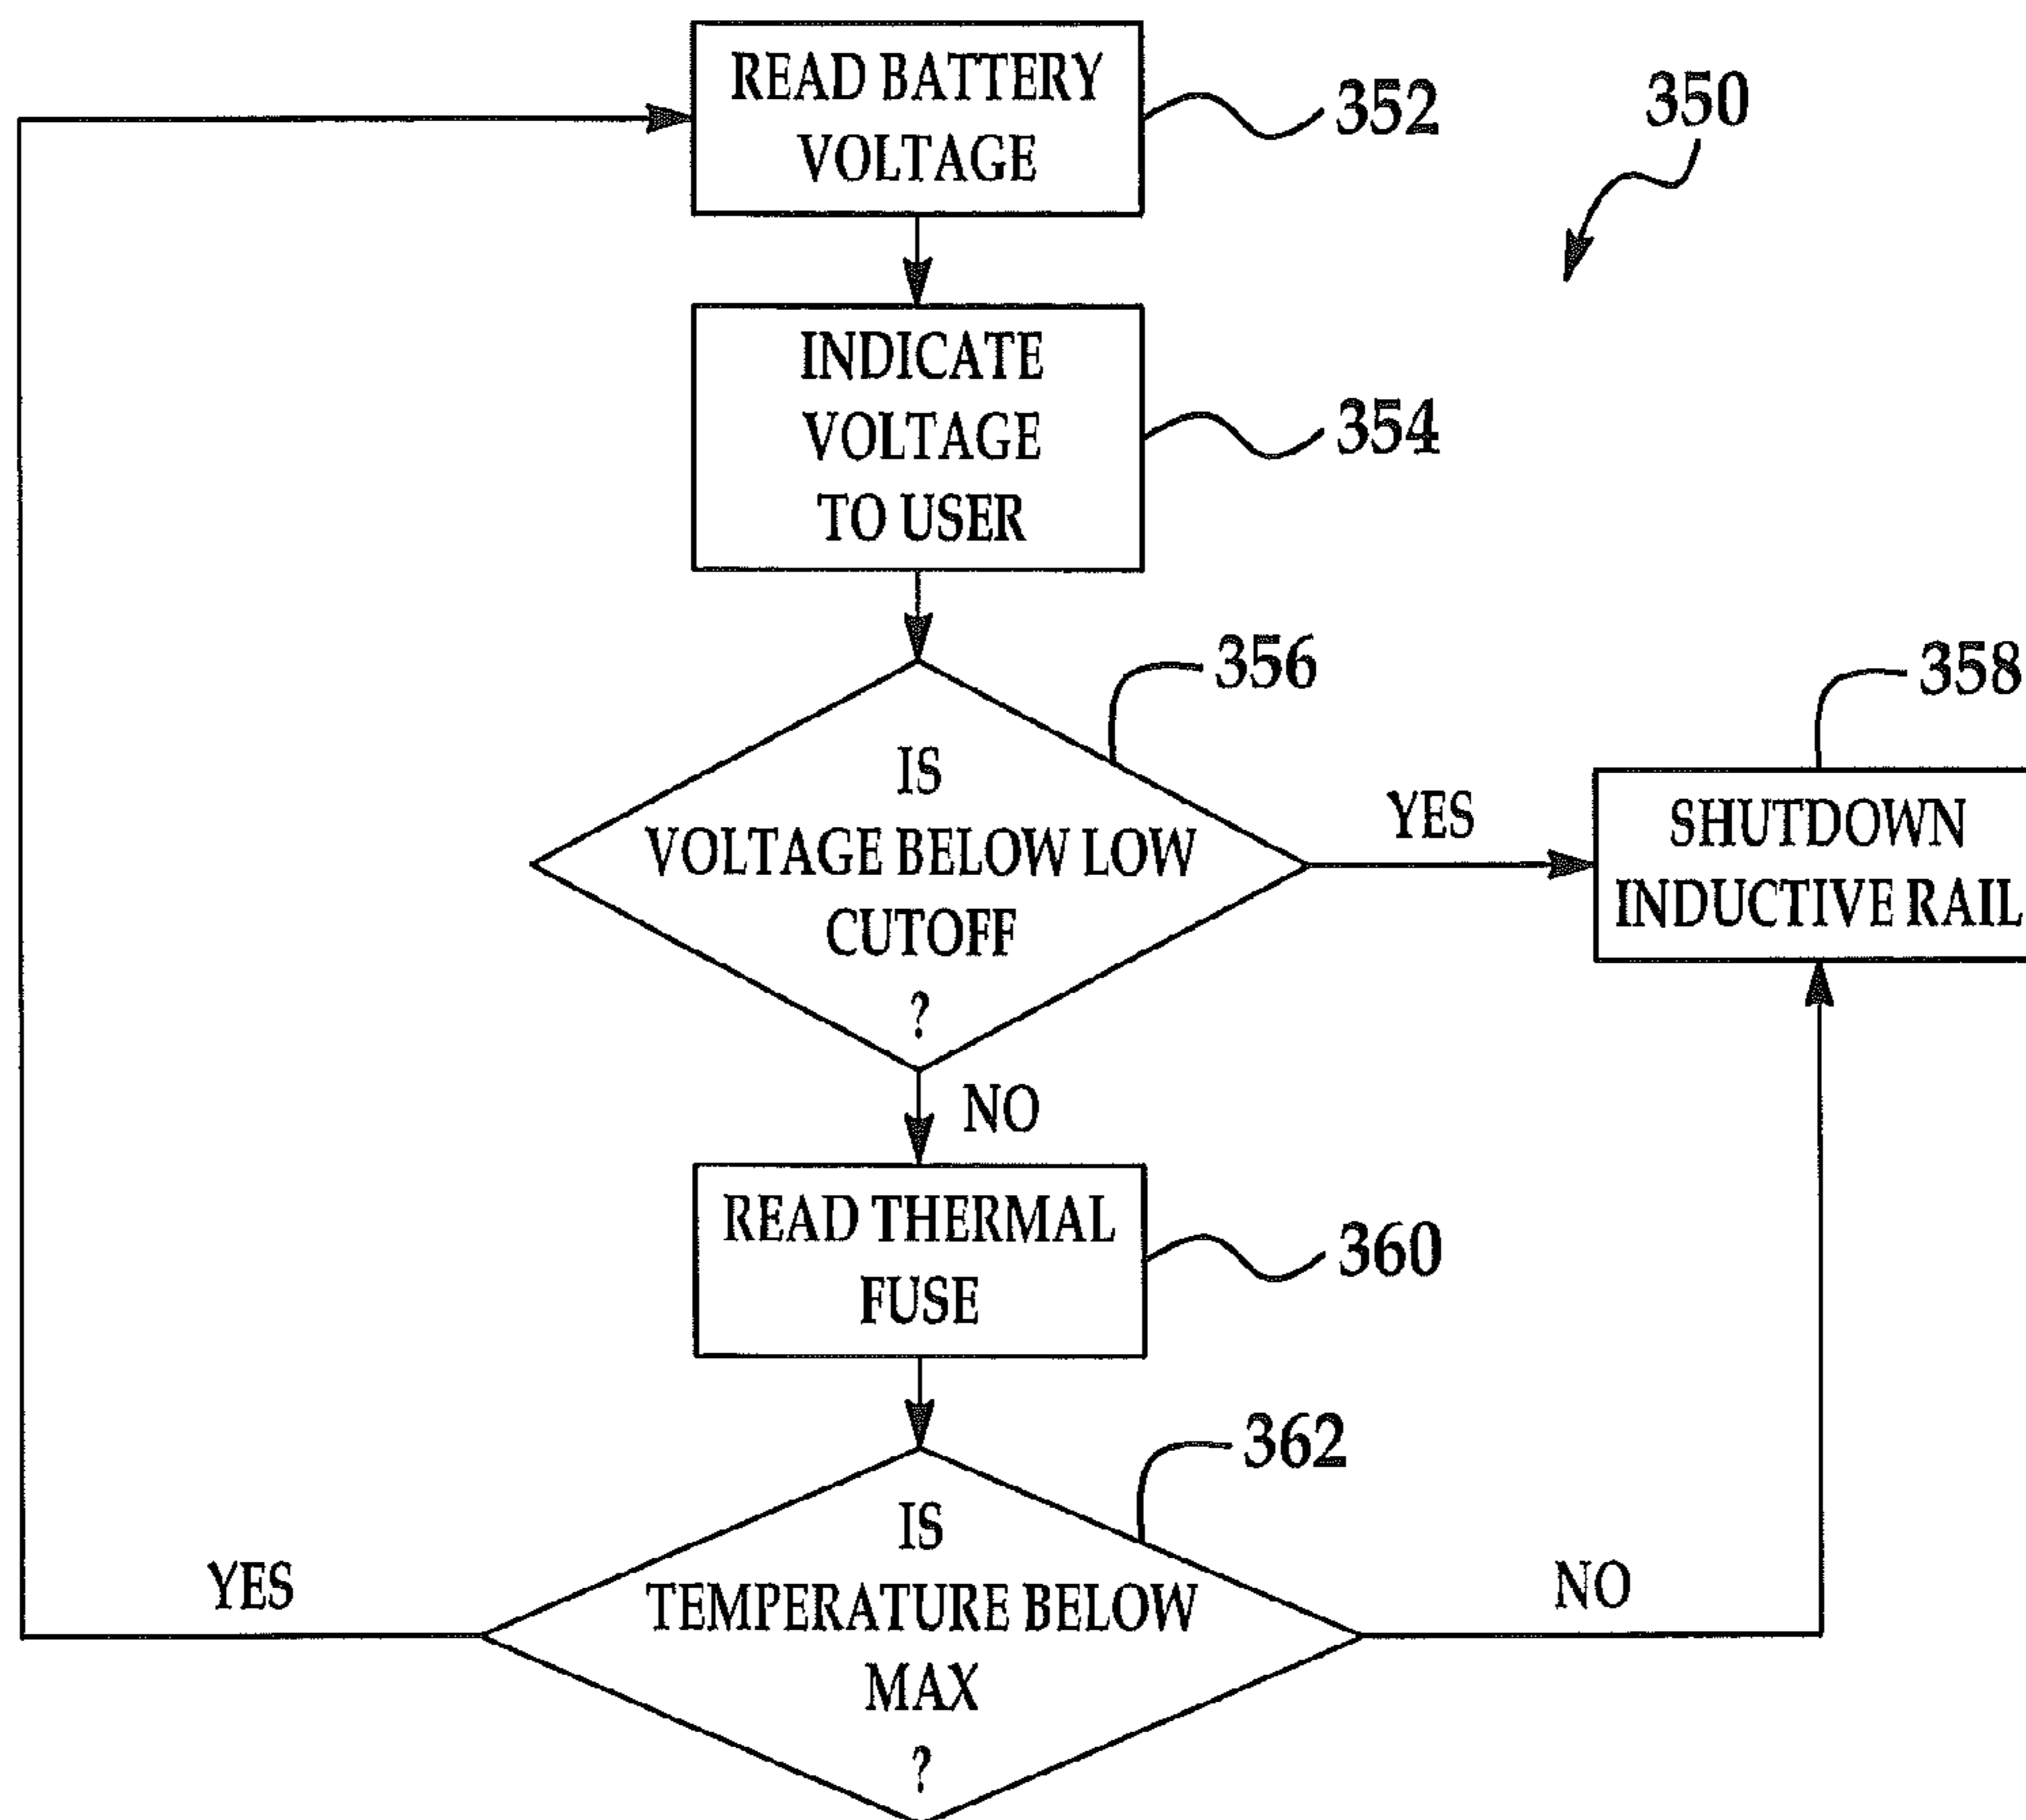 READ BATTERY
VOLTAGE
352
350
INDICATE
VOLTAGE
TO USER
354
356
IS
VOLTAGE BELOW LOW
CUTOFF
?
YES
358
SHUTDOWN
INDUCTIVE RAIL
NO
READ THERMAL
FUSE
360
362
IS
TEMPERATURE BELOW
MAX
?
YES
NO